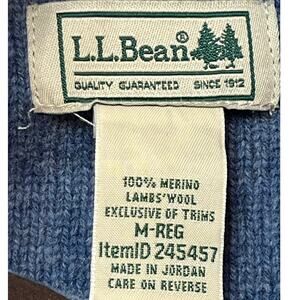 L.L.Bean®
QUALITY GUARANTEED SINCE 1912
100% MERINO
LAMBS' WOOL
EXCLUSIVE OF TRIMS
M-REG
ItemID 245457
MADE IN JORDAN
CARE ON REVERSE